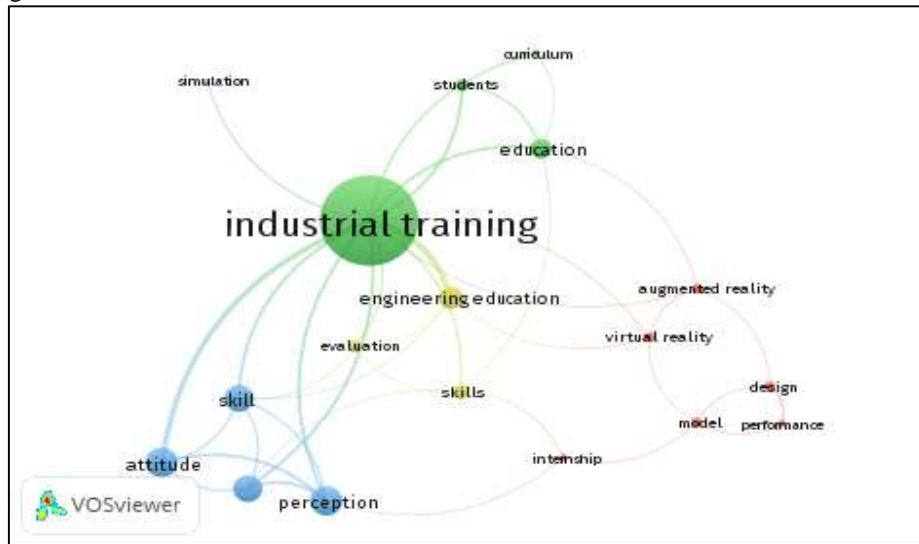 curriculum
simulation
students
education
industrial training
augmented reality
engineering education
virtual reality
evaluation
design
skills
skill
model
performance
internship
attitude
perception
VOSviewer